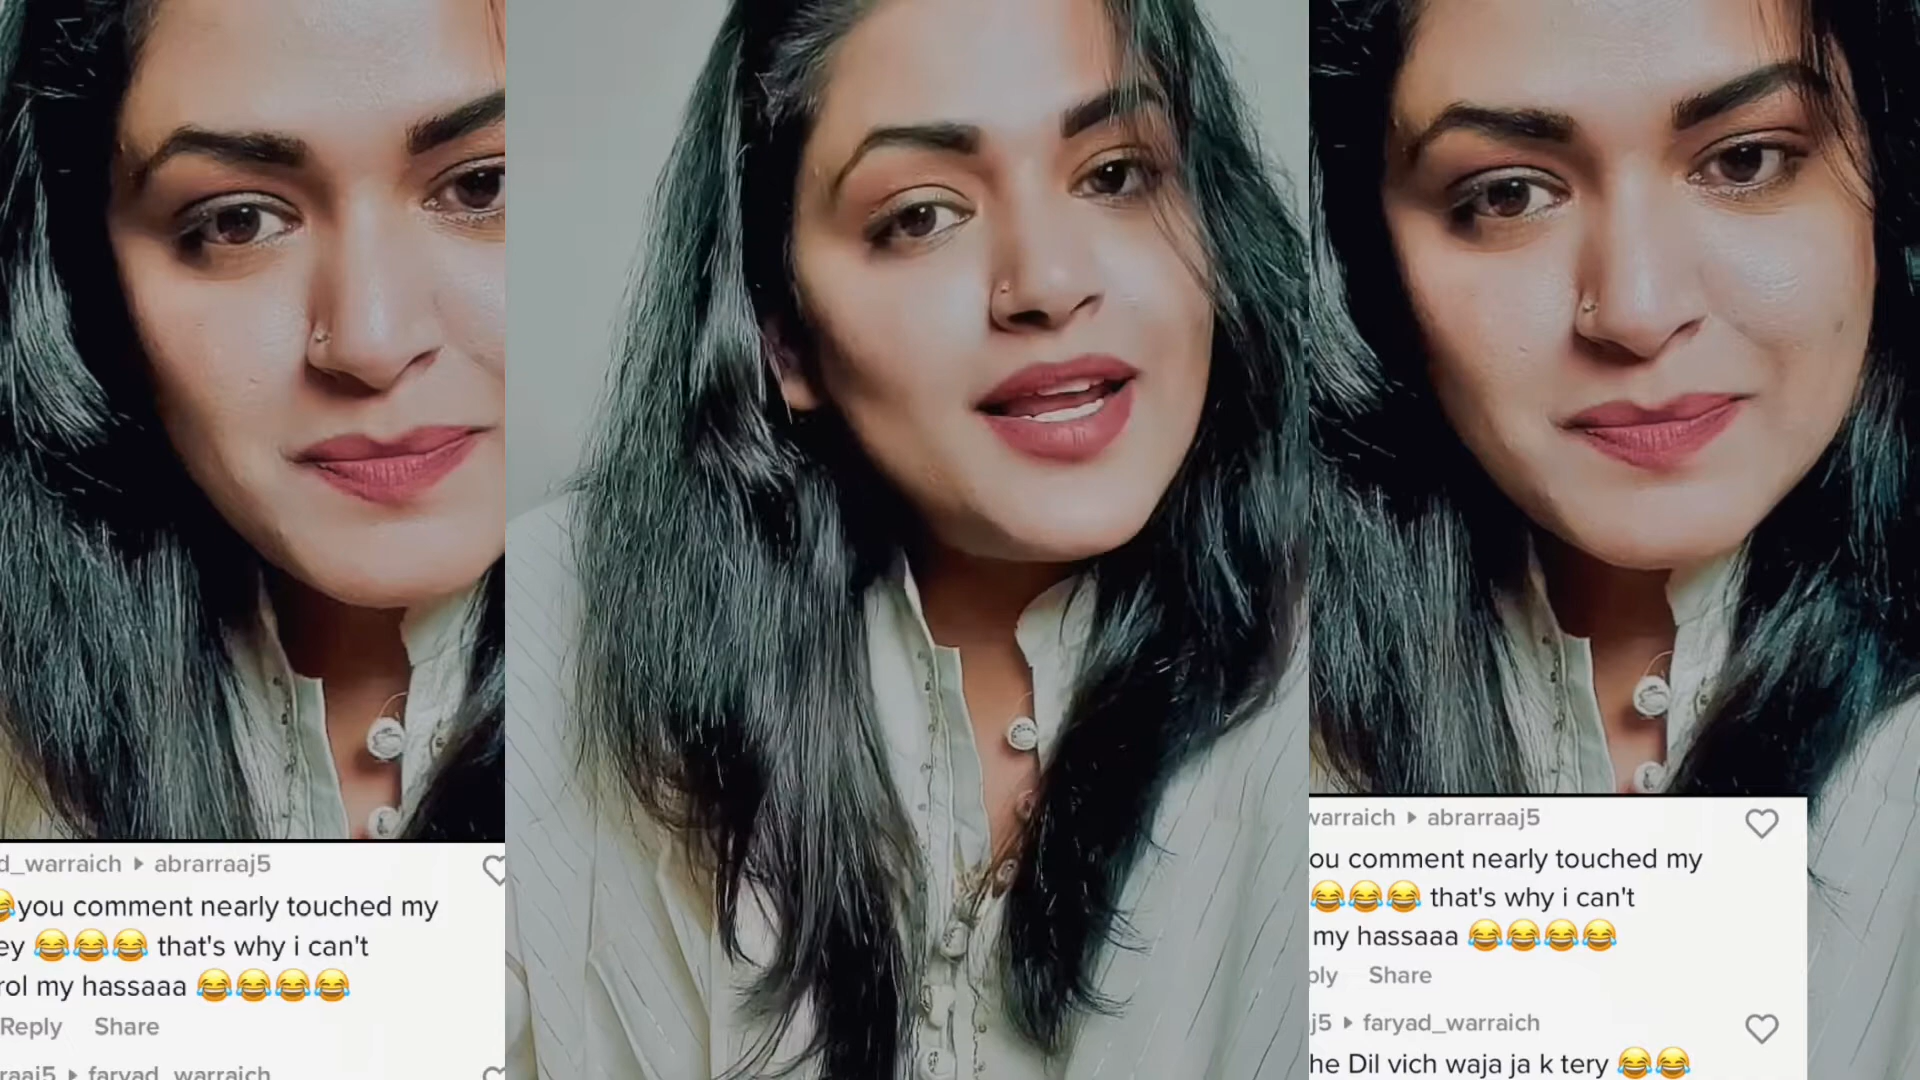 d_warraich ▸ abrarraaj5
😂you comment nearly touched my
ey 😂😂😂 that's why i can't
rol my hassaaa 😂😂😂😂
Reply Share
raaj5 ▸ faryad_warraich
warraich ▸ abrarraaj5
ou comment nearly touched my
😂😂😂 that's why i can't
my hassaaa 😂😂😂😂
ply Share
j5 ▸ faryad_warraich
he Dil vich waja ja k tery 😂😂